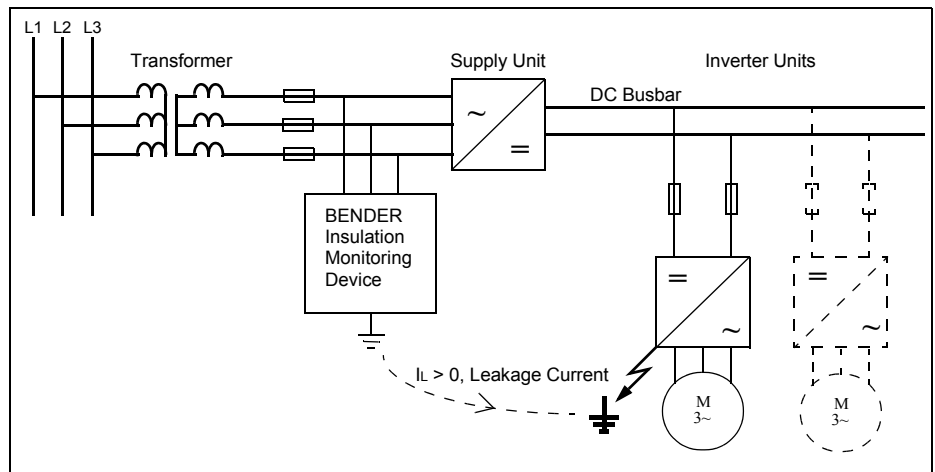 L1 L2 L3
Transformer
Supply Unit
Inverter Units
DC Busbar
~
=
BENDER
Insulation
Monitoring
Device
=
~
=
~
IL > 0, Leakage Current
M
3~
M
3~